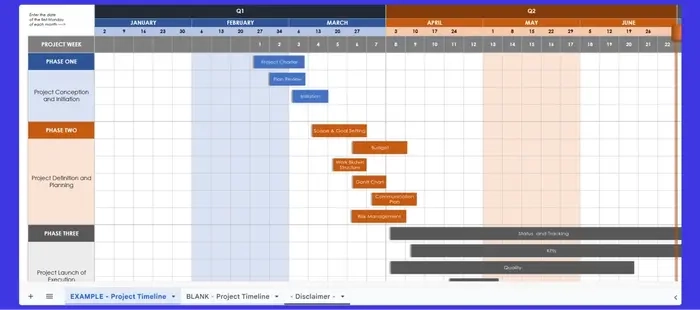 Enter the date
of the first Monday
of each month --->
Q1
Q2
JANUARY
FEBRUARY
MARCH
APRIL
MAY
JUNE
2 9 16 23 30 6 13 20 27 6 13 20 27 3 10 17 24 1 8 15 22 29 5 12 19 26
PROJECT WEEK
1 2 3 4 5 6 7 8 9 10 11 12 13 14 15 16 17 18 19 20 21 22
PHASE ONE
Project Charter
Plan Review
Project Conception
and Initiation
Initiation
PHASE TWO
Scope & Goal Setting
Budget
Work Bkdwn
Structure
Project Definition and
Planning
Gantt Chart
Communication
Plan
Risk Management
PHASE THREE
Status and Tracking
KPIs
Project Launch of
Execution
Quality
EXAMPLE - Project Timeline
BLANK - Project Timeline
- Disclaimer -